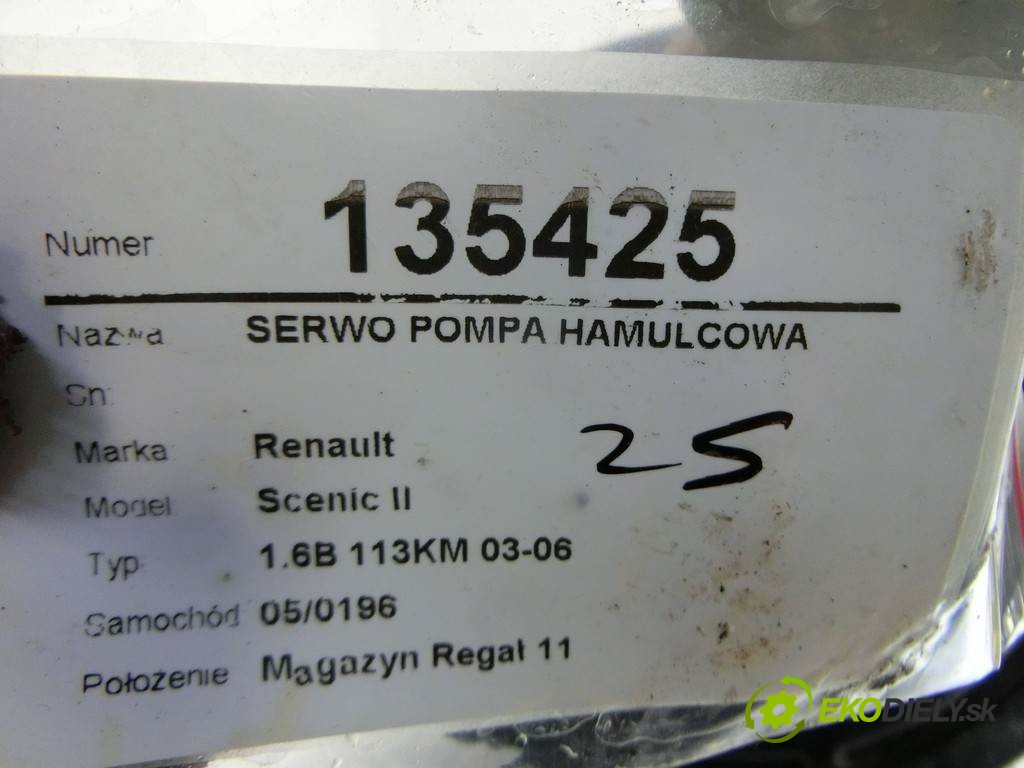 Numer 135425
Nazwa SERWO POMPA HAMULCOWA
Sn:
Marka Renault
25
Model Scenic II
Typ 1.6B 113KM 03-06
Samochód 05/0196
Położenie Magazyn Regał 11
EKODIELY.sk